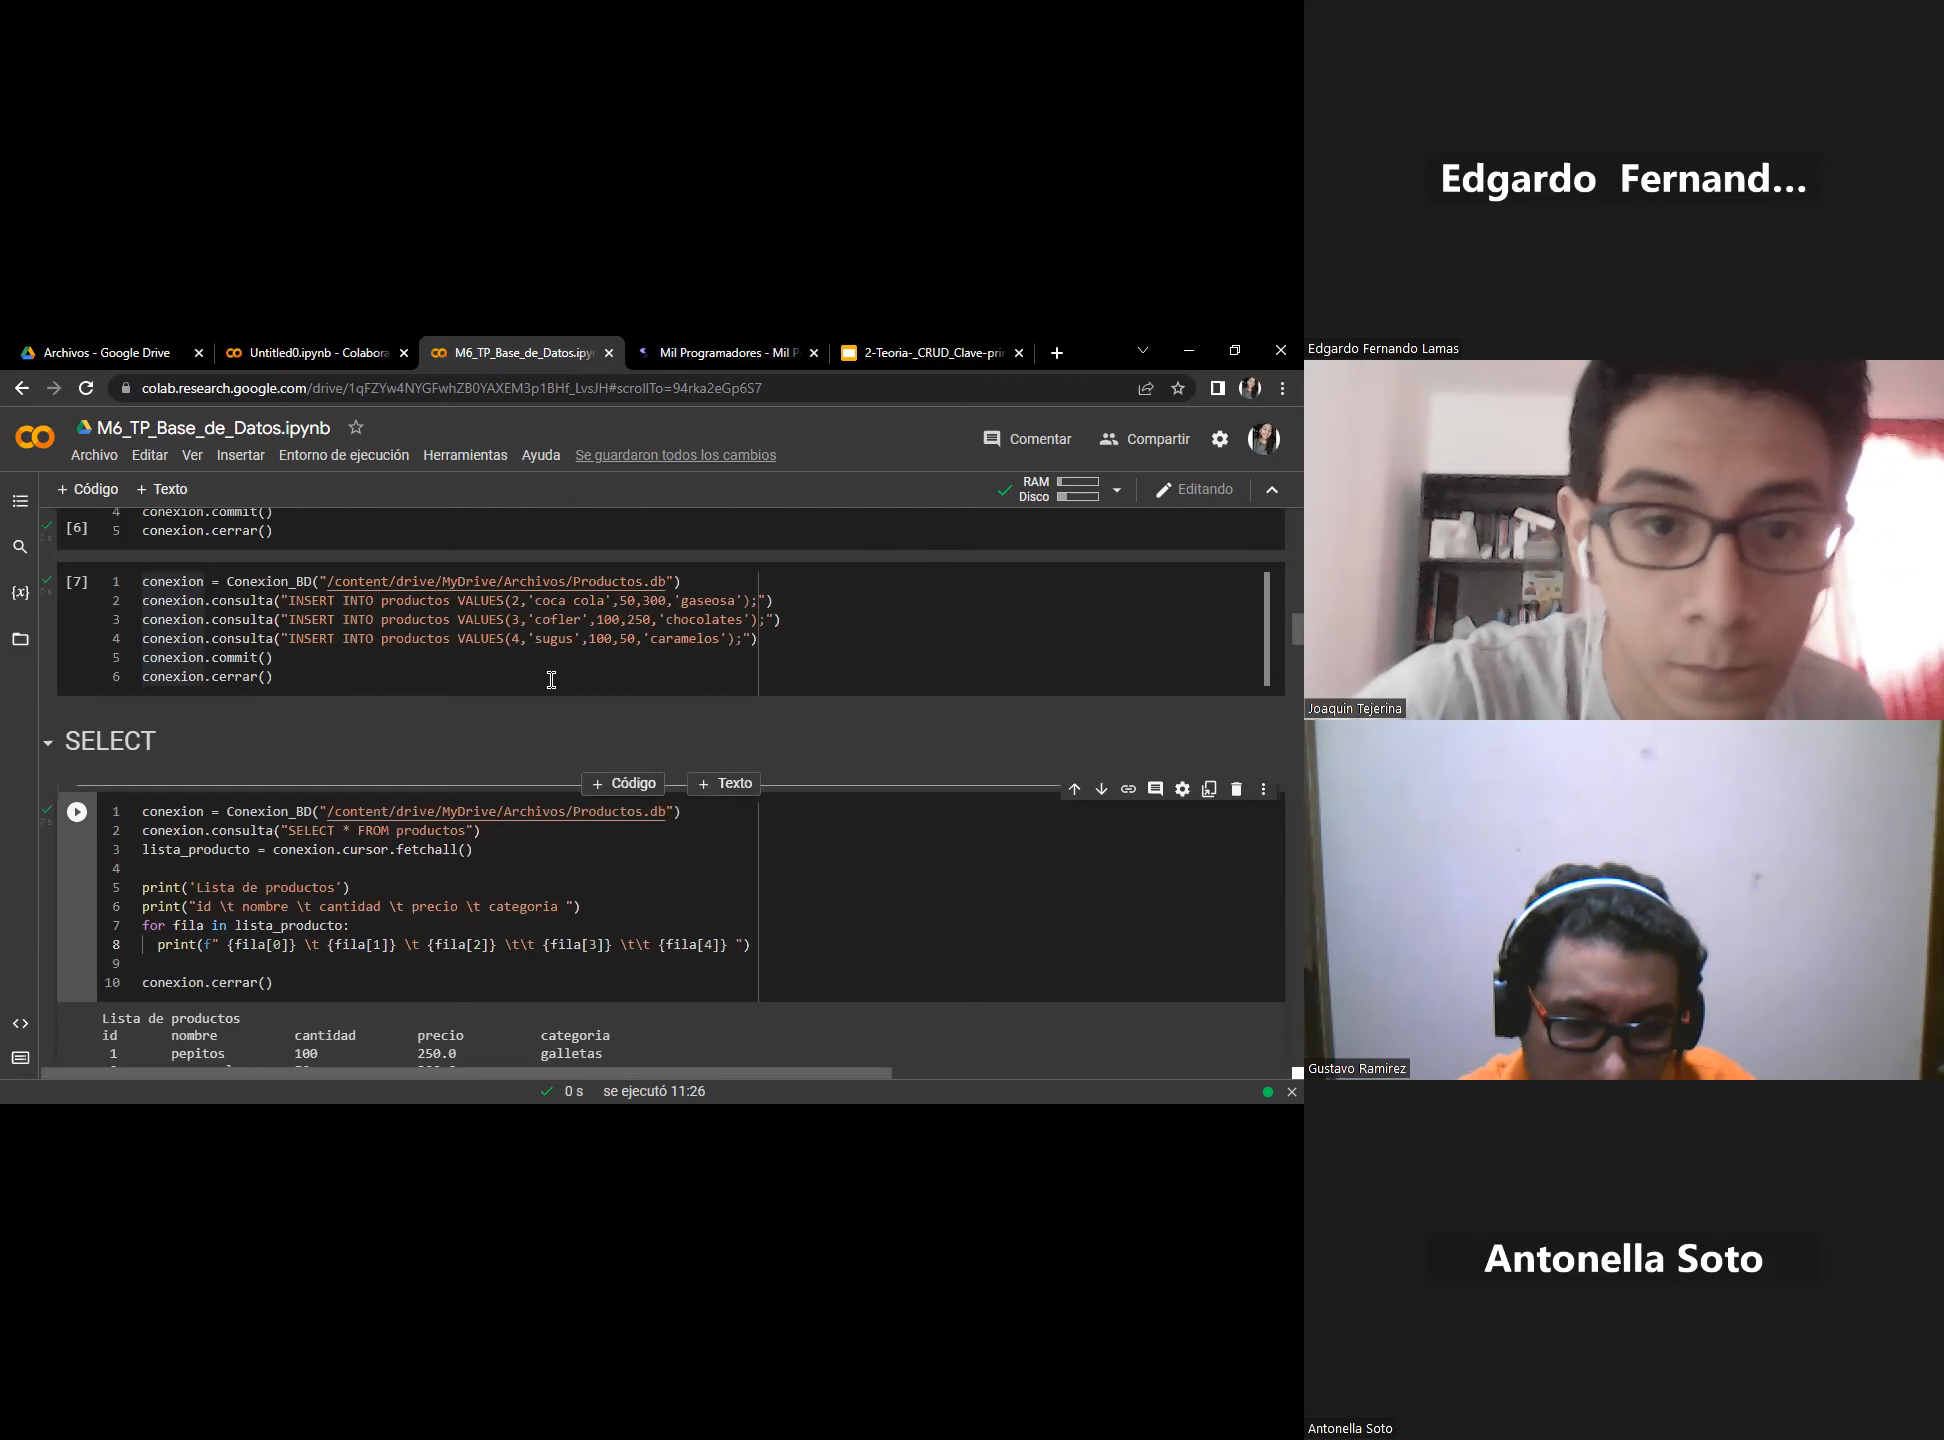 Archivos - Google Drive
Untitled0.ipynb - Colabora
M6_TP_Base_de_Datos.ipy
Mil Programadores - Mil P
2-Teoria-_CRUD_Clave-pri
colab.research.google.com/drive/1qFZYw4NYGFwhZB0YAXEM3p1BHf_LvsJH#scrollTo=94rka2eGp6S7
M6_TP_Base_de_Datos.ipynb
Comentar
Compartir
Archivo Editar Ver Insertar Entorno de ejecución Herramientas Ayuda Se guardaron todos los cambios
+ Código + Texto
RAM
Disco
Editando
4 conexion.commit()
[6] 5 conexion.cerrar()
[7] 1 conexion = Conexion_BD("/content/drive/MyDrive/Archivos/Productos.db")
2 conexion.consulta("INSERT INTO productos VALUES(2,'coca cola',50,300,'gaseosa');")
3 conexion.consulta("INSERT INTO productos VALUES(3,'cofler',100,250,'chocolates');")
4 conexion.consulta("INSERT INTO productos VALUES(4,'sugus',100,50,'caramelos');")
5 conexion.commit()
6 conexion.cerrar()
SELECT
+ Código + Texto
1 conexion = Conexion_BD("/content/drive/MyDrive/Archivos/Productos.db")
2 conexion.consulta("SELECT * FROM productos")
3 lista_producto = conexion.cursor.fetchall()
4
5 print('Lista de productos')
6 print("id \t nombre \t cantidad \t precio \t categoria ")
7 for fila in lista_producto:
8 print(f" {fila[0]} \t {fila[1]} \t {fila[2]} \t\t {fila[3]} \t\t {fila[4]} ")
9
10 conexion.cerrar()
Lista de productos
id nombre cantidad precio categoria
1 pepitos 100 250.0 galletas
0 s se ejecutó 11:26
Edgardo Fernand...
Edgardo Fernando Lamas
Joaquin Tejerina
Gustavo Ramirez
Antonella Soto
Antonella Soto